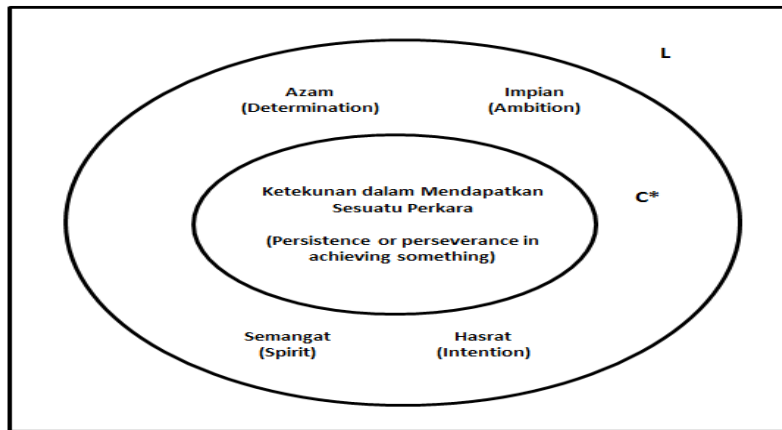 L
Azam
(Determination)
Impian
(Ambition)
Ketekunan dalam Mendapatkan
Sesuatu Perkara
(Persistence or perseverance in
achieving something)
C*
Semangat
(Spirit)
Hasrat
(Intention)